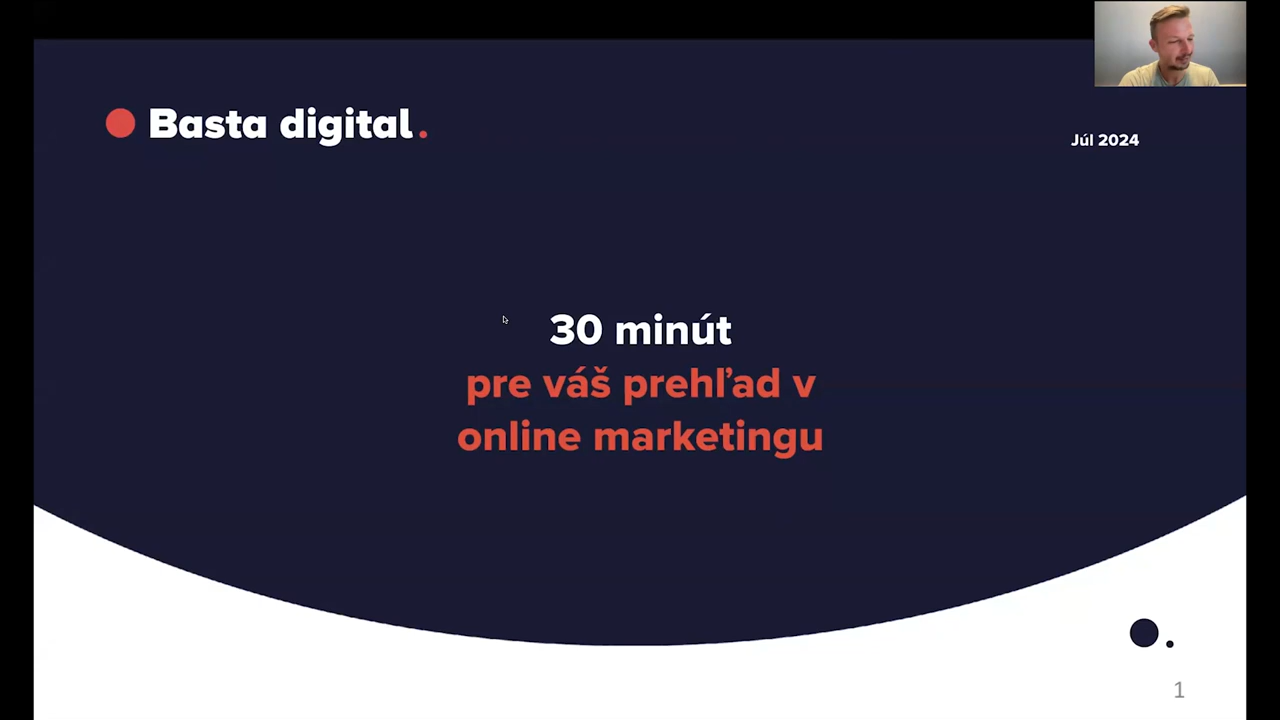 Basta digital.
Júl 2024
30 minút
pre váš prehľad v
online marketingu
1